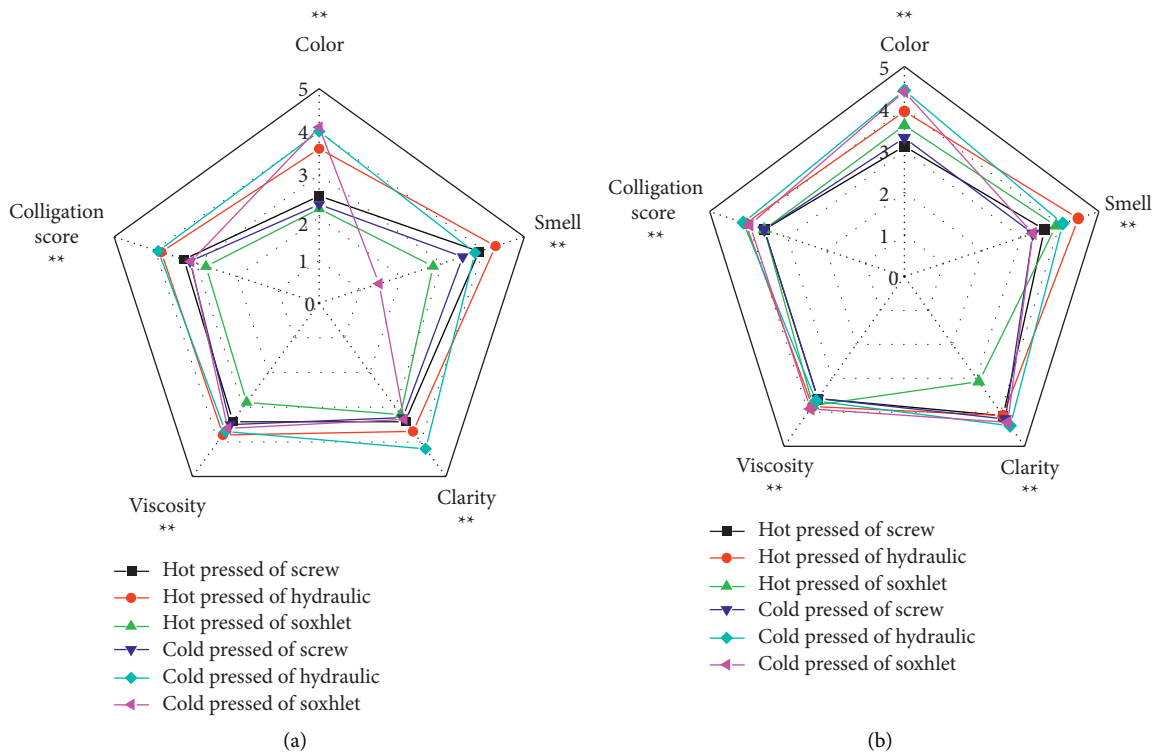 **
Color
5
4
3
2
1
0
Smell
**
Clarity
**
Viscosity
**
Colligation
score
**
Hot pressed of screw
Hot pressed of hydraulic
Hot pressed of soxhlet
Cold pressed of screw
Cold pressed of hydraulic
Cold pressed of soxhlet
(a)
**
Color
5
4
3
2
1
0
Smell
**
Clarity
**
Viscosity
**
Colligation
score
**
Hot pressed of screw
Hot pressed of hydraulic
Hot pressed of soxhlet
Cold pressed of screw
Cold pressed of hydraulic
Cold pressed of soxhlet
(b)